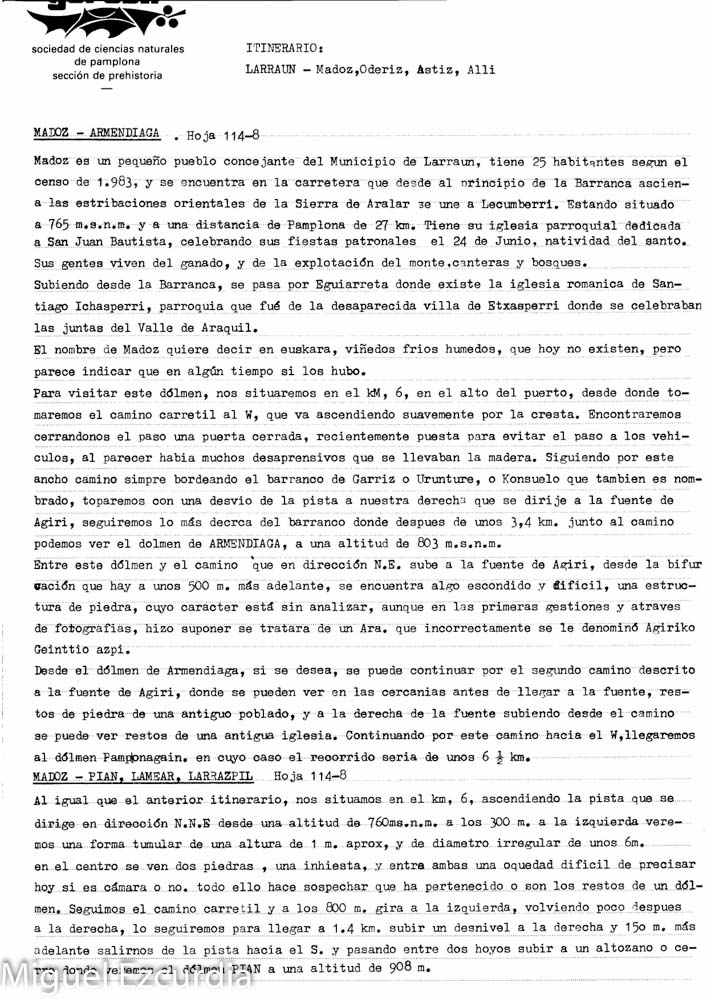 sociedad de ciencias naturales
de pamplona
sección de prehistoria
ITINERARIO:
LARRAUN - Madoz,Oderiz, Astiz, Alli
MADOZ - ARMENDIAGA . Hoja 114-8
Madoz es un pequeño pueblo concejante del Municipio de Larraun, tiene 25 habitantes segun el
censo de 1.983, y se encuentra en la carretera que desde al principio de la Barranca ascien-
a las estribaciones orientales de la Sierra de Aralar se une a Lecumberri. Estando situado
a 765 m.s.n.m. y a una distancia de Pamplona de 27 km. Tiene su iglesia parroquial dedicada
a San Juan Bautista, celebrando sus fiestas patronales el 24 de Junio, natividad del santo.
Sus gentes viven del ganado, y de la explotación del monte,canteras y bosques.
Subiendo desde la Barranca, se pasa por Eguiarreta donde existe la iglesia romanica de San-
tiago Ichasperri, parroquia que fué de la desaparecida villa de Etxasperri donde se celebraban
las juntas del Valle de Araquil.
El nombre de Madoz quiere decir en euskara, viñedos frios humedos, que hoy no existen, pero
parece indicar que en algún tiempo si los hubo.
Para visitar este dólmen, nos situaremos en el kM, 6, en el alto del puerto, desde donde to-
maremos el camino carretil al W, que va ascendiendo suavemente por la cresta. Encontraremos
cerrandonos el paso una puerta cerrada, recientemente puesta para evitar el paso a los vehi-
culos, al parecer habia muchos desaprensivos que se llevaban la madera. Siguiendo por este
ancho camino simpre bordeando el barranco de Garriz o Urunture, o Konsuelo que tambien es nom-
brado, toparemos con una desvio de la pista a nuestra derecha que se dirije a la fuente de
Agiri, seguiremos lo más decrca del barranco donde despues de unos 3,4 km. junto al camino
podemos ver el dolmen de ARMENDIAGA, a una altitud de 803 m.s.n.m.
Entre este dólmen y el camino que en dirección N.E. sube a la fuente de Agiri, desde la bifur
cación que hay a unos 500 m. más adelante, se encuentra algo escondido y dificil, una estruc-
tura de piedra, cuyo caracter está sin analizar, aunque en las primeras gestiones y atraves
de fotografias, hizo suponer se tratara de un Ara. que incorrectamente se le denominó Agiriko
Geinttio azpi.
Desde el dólmen de Armendiaga, si se desea, se puede continuar por el segundo camino descrito
a la fuente de Agiri, donde se pueden ver en las cercanias antes de llegar a la fuente, res-
tos de piedra de una antiguo poblado, y a la derecha de la fuente subiendo desde el camino
se puede ver restos de una antigua iglesia. Continuando por este camino hacia el W,llegaremos
al dólmen Pamponagain. en cuyo caso el recorrido seria de unos 6 ½ km.
MADOZ - PIAN, LAMEAR, LARRAZPIL Hoja 114-8
Al igual que el anterior itinerario, nos situamos en el km, 6, ascendiendo la pista que se
dirige en dirección N.N.E desde una altitud de 760ms.n.m. a los 300 m. a la izquierda vere-
mos una forma tumular de una altura de 1 m. aprox, y de diametro irregular de unos 6m.
en el centro se ven dos piedras , una inhiesta, y entre ambas una oquedad dificil de precisar
hoy si es cámara o no. todo ello hace sospechar que ha pertenecido o son los restos de un dól-
men. Seguimos el camino carretil y a los 800 m. gira a la izquierda, volviendo poco despues
a la derecha, lo seguiremos para llegar a 1.4 km. subir un desnivel a la derecha y 150 m. más
adelante salirnos de la pista hacia el S. y pasando entre dos hoyos subir a un altozano o ce-
donde veremos el dólmen PIAN a una altitud de 908 m.
Miguel Ezcurdia